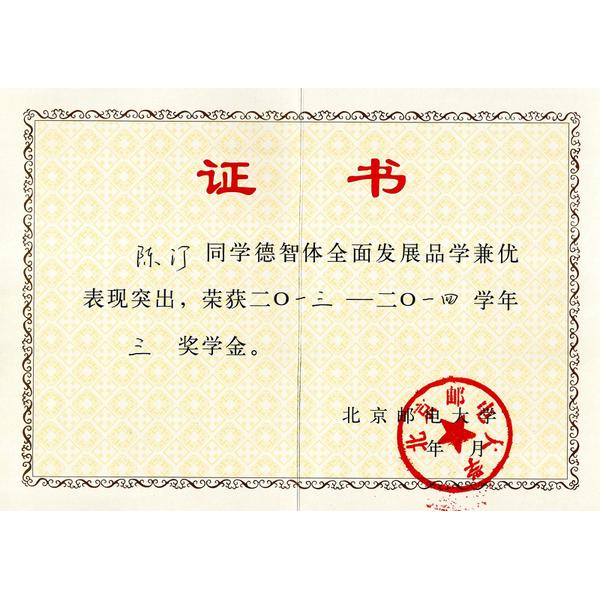 证 书
陈汀 同学德智体全面发展品学兼优
表现突出，荣获二〇一三—二〇一四学年
三 奖学金。
北京邮电大学
年 月
北京邮电大学